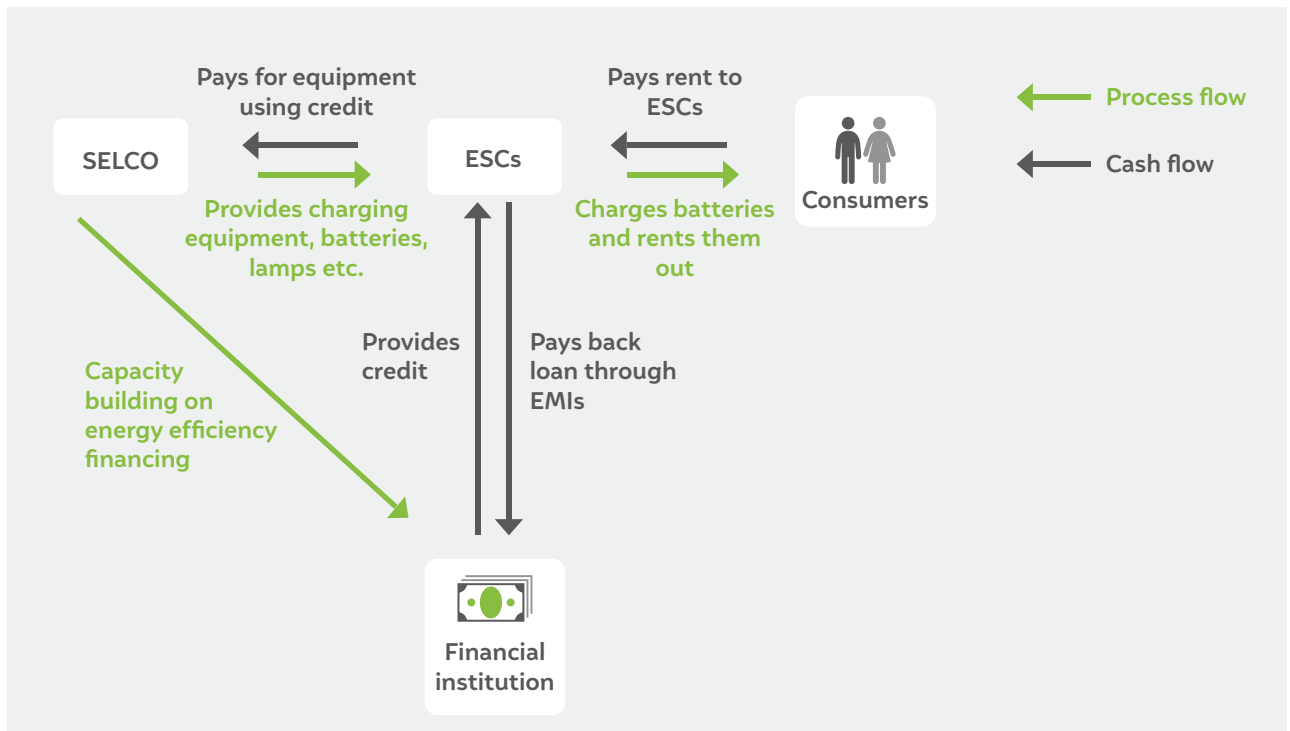 Pays for equipment
using credit
Pays rent to
ESCs
Process flow
SELCO
ESCs
Cash flow
Consumers
Provides charging
equipment, batteries,
lamps etc.
Charges batteries
and rents them
out
Provides
credit
Pays back
loan through
EMIs
Capacity
building on
energy efficiency
financing
Financial
institution